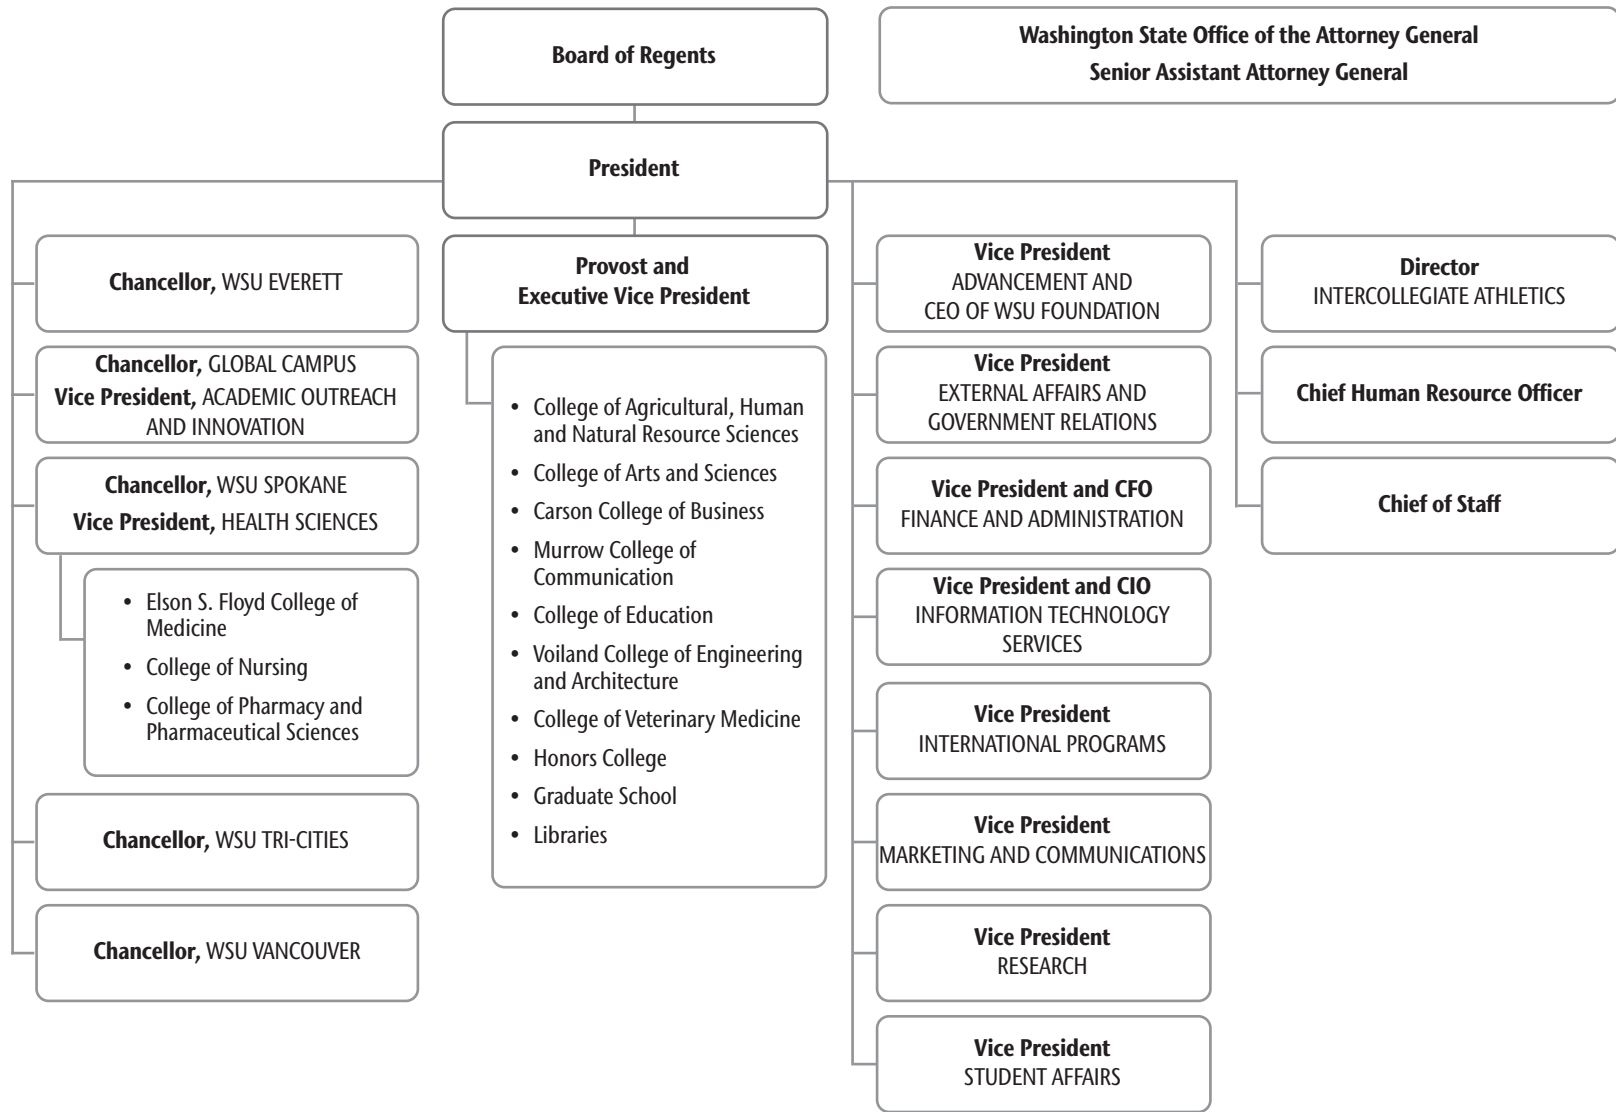 Board of Regents
Washington State Office of the Attorney General
Senior Assistant Attorney General
President
Chancellor, WSU EVERETT
Chancellor, GLOBAL CAMPUS
Vice President, ACADEMIC OUTREACH
AND INNOVATION
Chancellor, WSU SPOKANE
Vice President, HEALTH SCIENCES
• Elson S. Floyd College of
Medicine
• College of Nursing
• College of Pharmacy and
Pharmaceutical Sciences
Chancellor, WSU TRI-CITIES
Chancellor, WSU VANCOUVER
Provost and
Executive Vice President
• College of Agricultural, Human
and Natural Resource Sciences
• College of Arts and Sciences
• Carson College of Business
• Murrow College of
Communication
• College of Education
• Voiland College of Engineering
and Architecture
• College of Veterinary Medicine
• Honors College
• Graduate School
• Libraries
Vice President
ADVANCEMENT AND
CEO OF WSU FOUNDATION
Vice President
EXTERNAL AFFAIRS AND
GOVERNMENT RELATIONS
Vice President and CFO
FINANCE AND ADMINISTRATION
Vice President and CIO
INFORMATION TECHNOLOGY
SERVICES
Vice President
INTERNATIONAL PROGRAMS
Vice President
MARKETING AND COMMUNICATIONS
Vice President
RESEARCH
Vice President
STUDENT AFFAIRS
Director
INTERCOLLEGIATE ATHLETICS
Chief Human Resource Officer
Chief of Staff